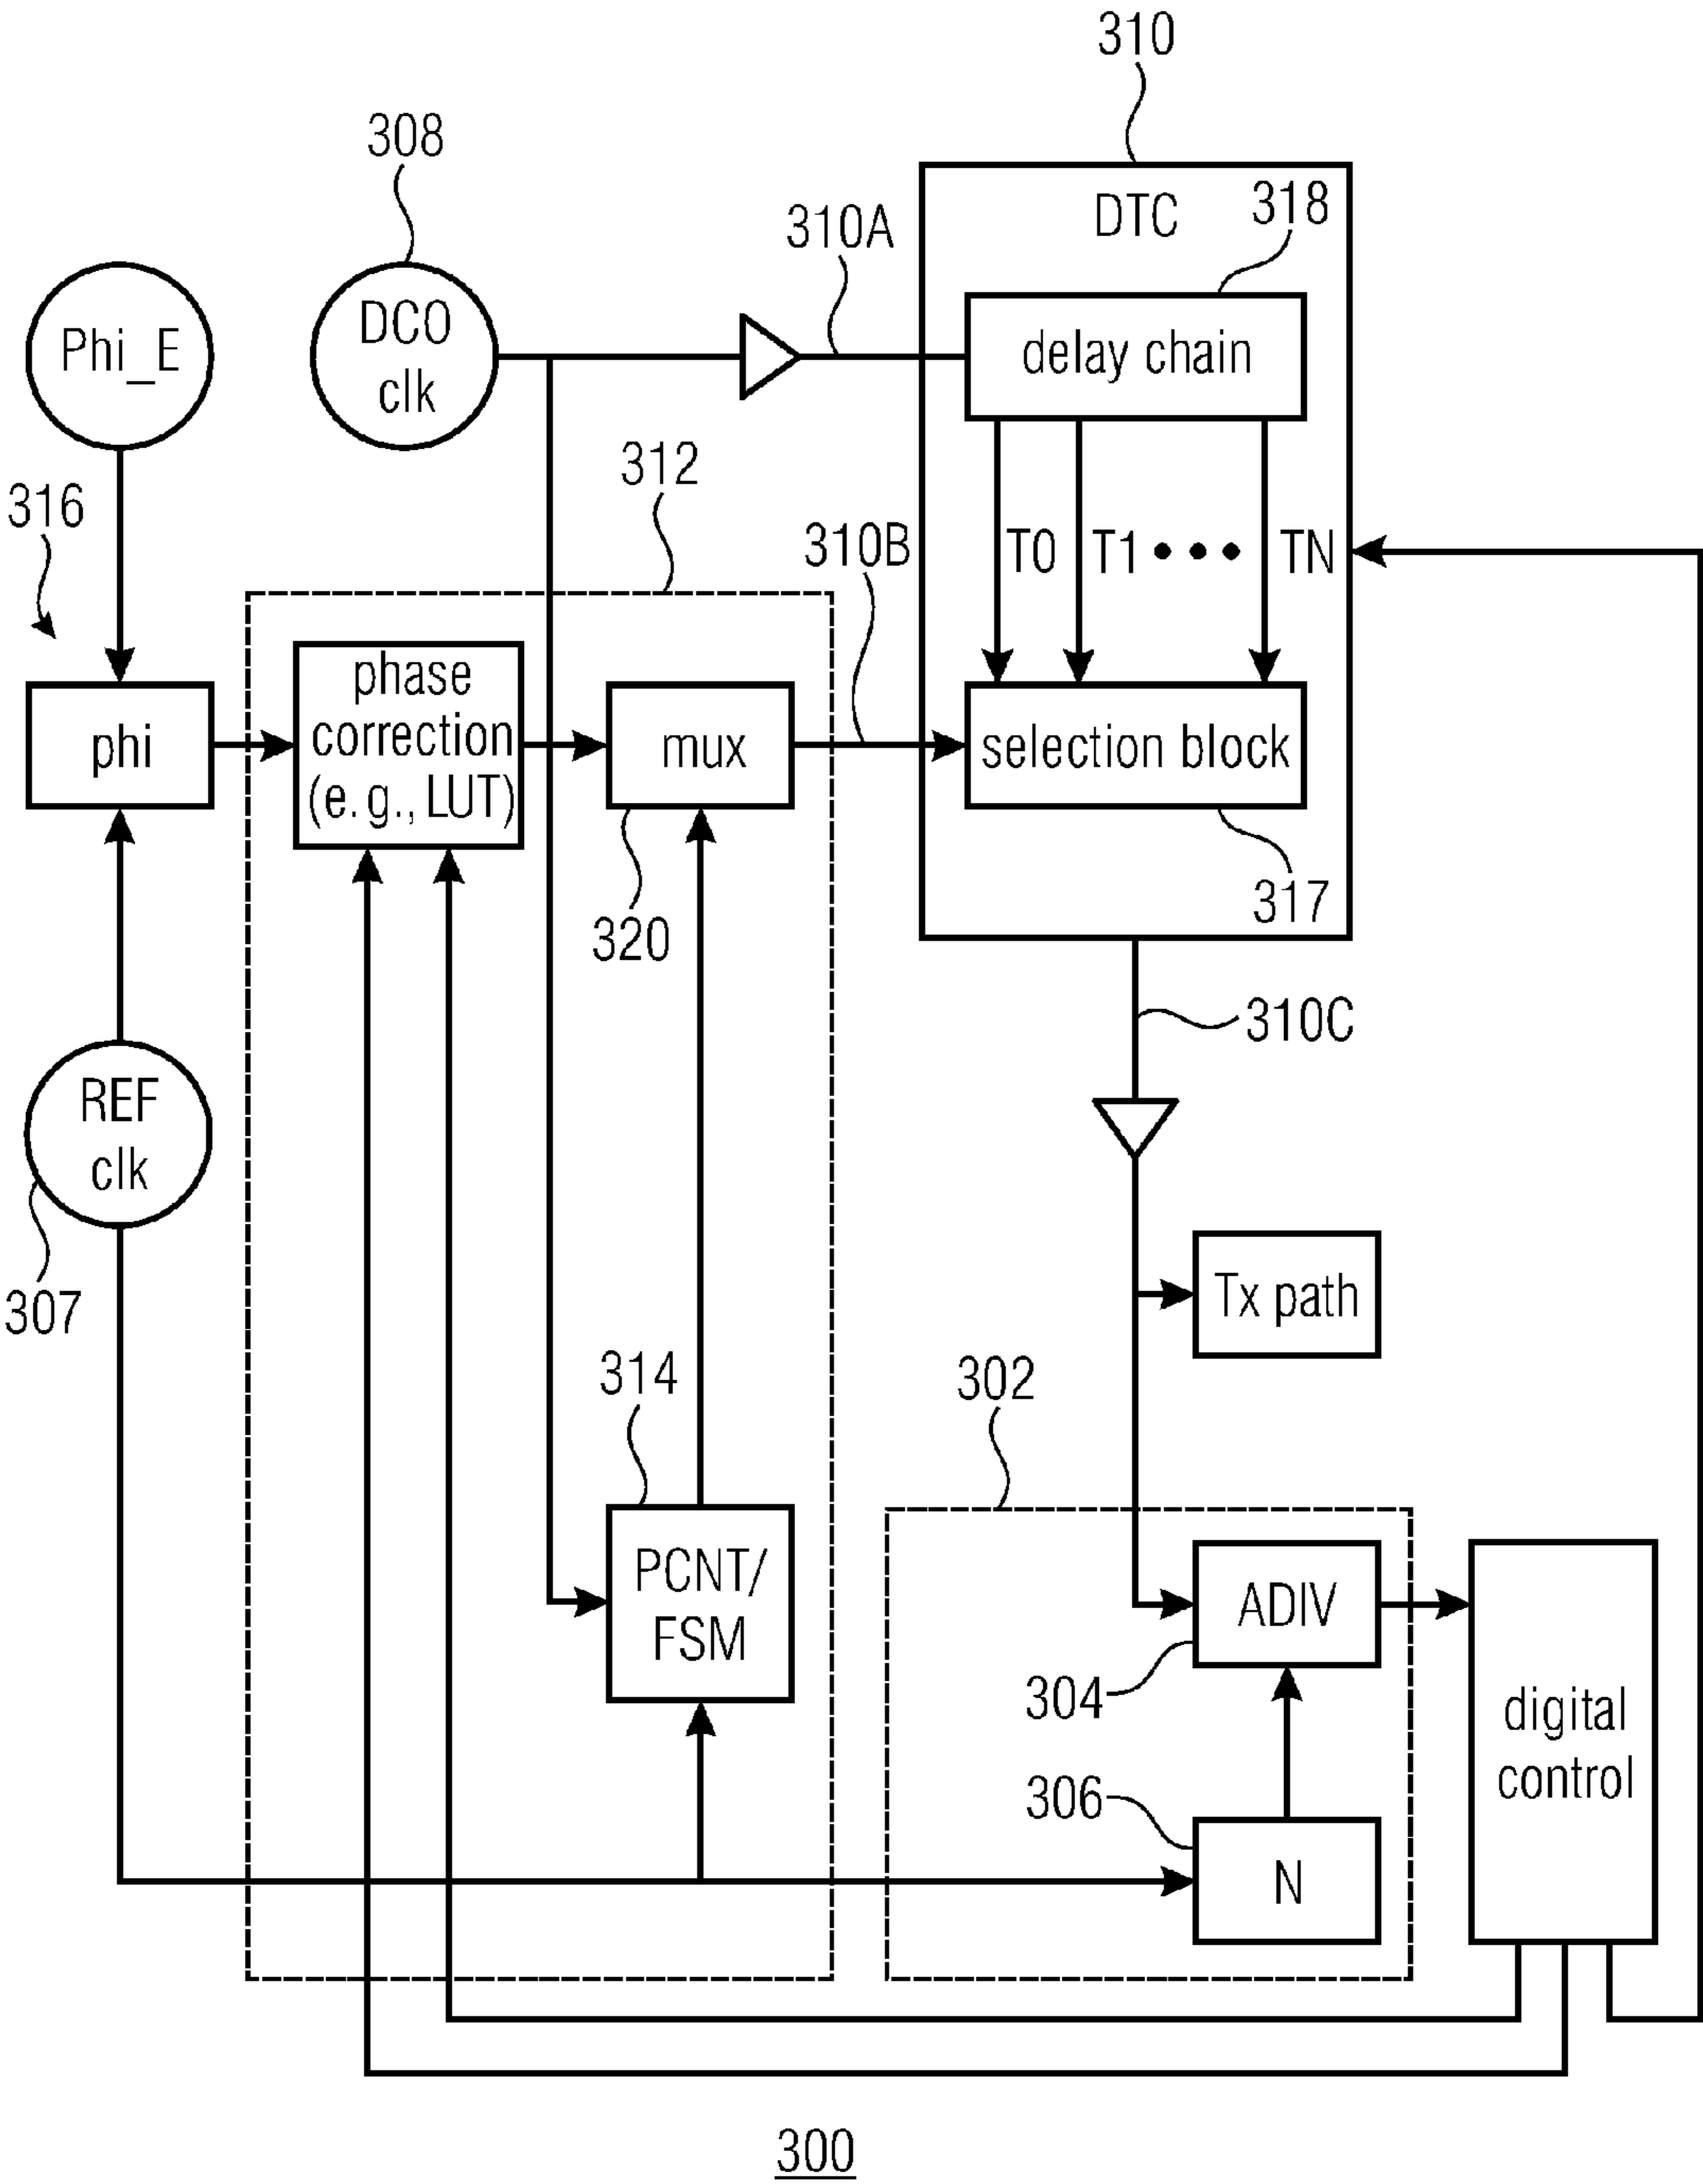 310
308
DTC
318
310A
Phi_E
DCO
clk
delay chain
312
316
310B
T0
T1
TN
phase
correction
(e.g., LUT)
phi
mux
selection block
320
317
310C
REF
clk
307
Tx path
314
302
PCNT/
FSM
ADIV
304
digital
control
306
N
300